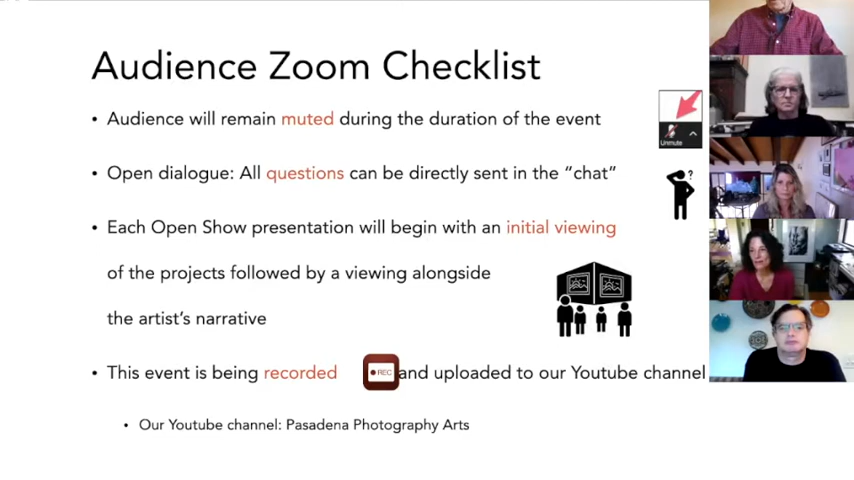 Audience Zoom Checklist
• Audience will remain muted during the duration of the event
Unmute
• Open dialogue: All questions can be directly sent in the “chat”
?
• Each Open Show presentation will begin with an initial viewing
of the projects followed by a viewing alongside
the artist’s narrative
• This event is being recorded REC and uploaded to our Youtube channel
• Our Youtube channel: Pasadena Photography Arts